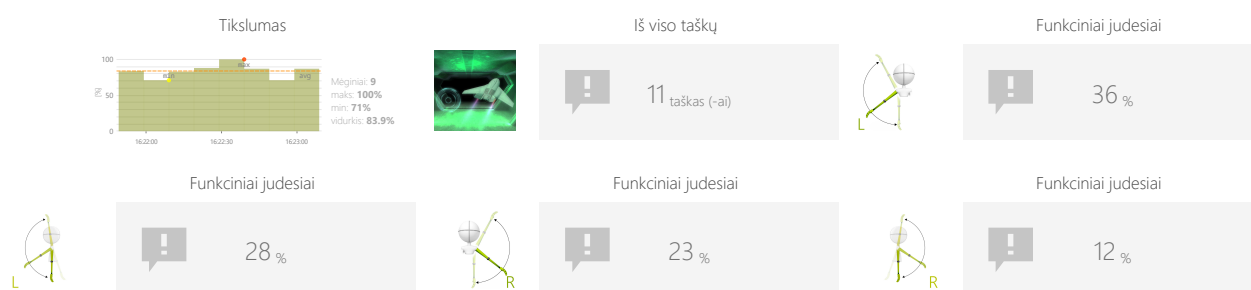 Tikslumas
100
50
0
[%]
min
max
avg
16:22:00
16:22:30
16:23:00
Mėginiai: 9
maks: 100%
min: 71%
vidurkis: 83.9%
Iš viso taškų
11 taškas (-ai)
Funkciniai judesiai
L
36 %
Funkciniai judesiai
L
28 %
Funkciniai judesiai
R
23 %
Funkciniai judesiai
R
12 %